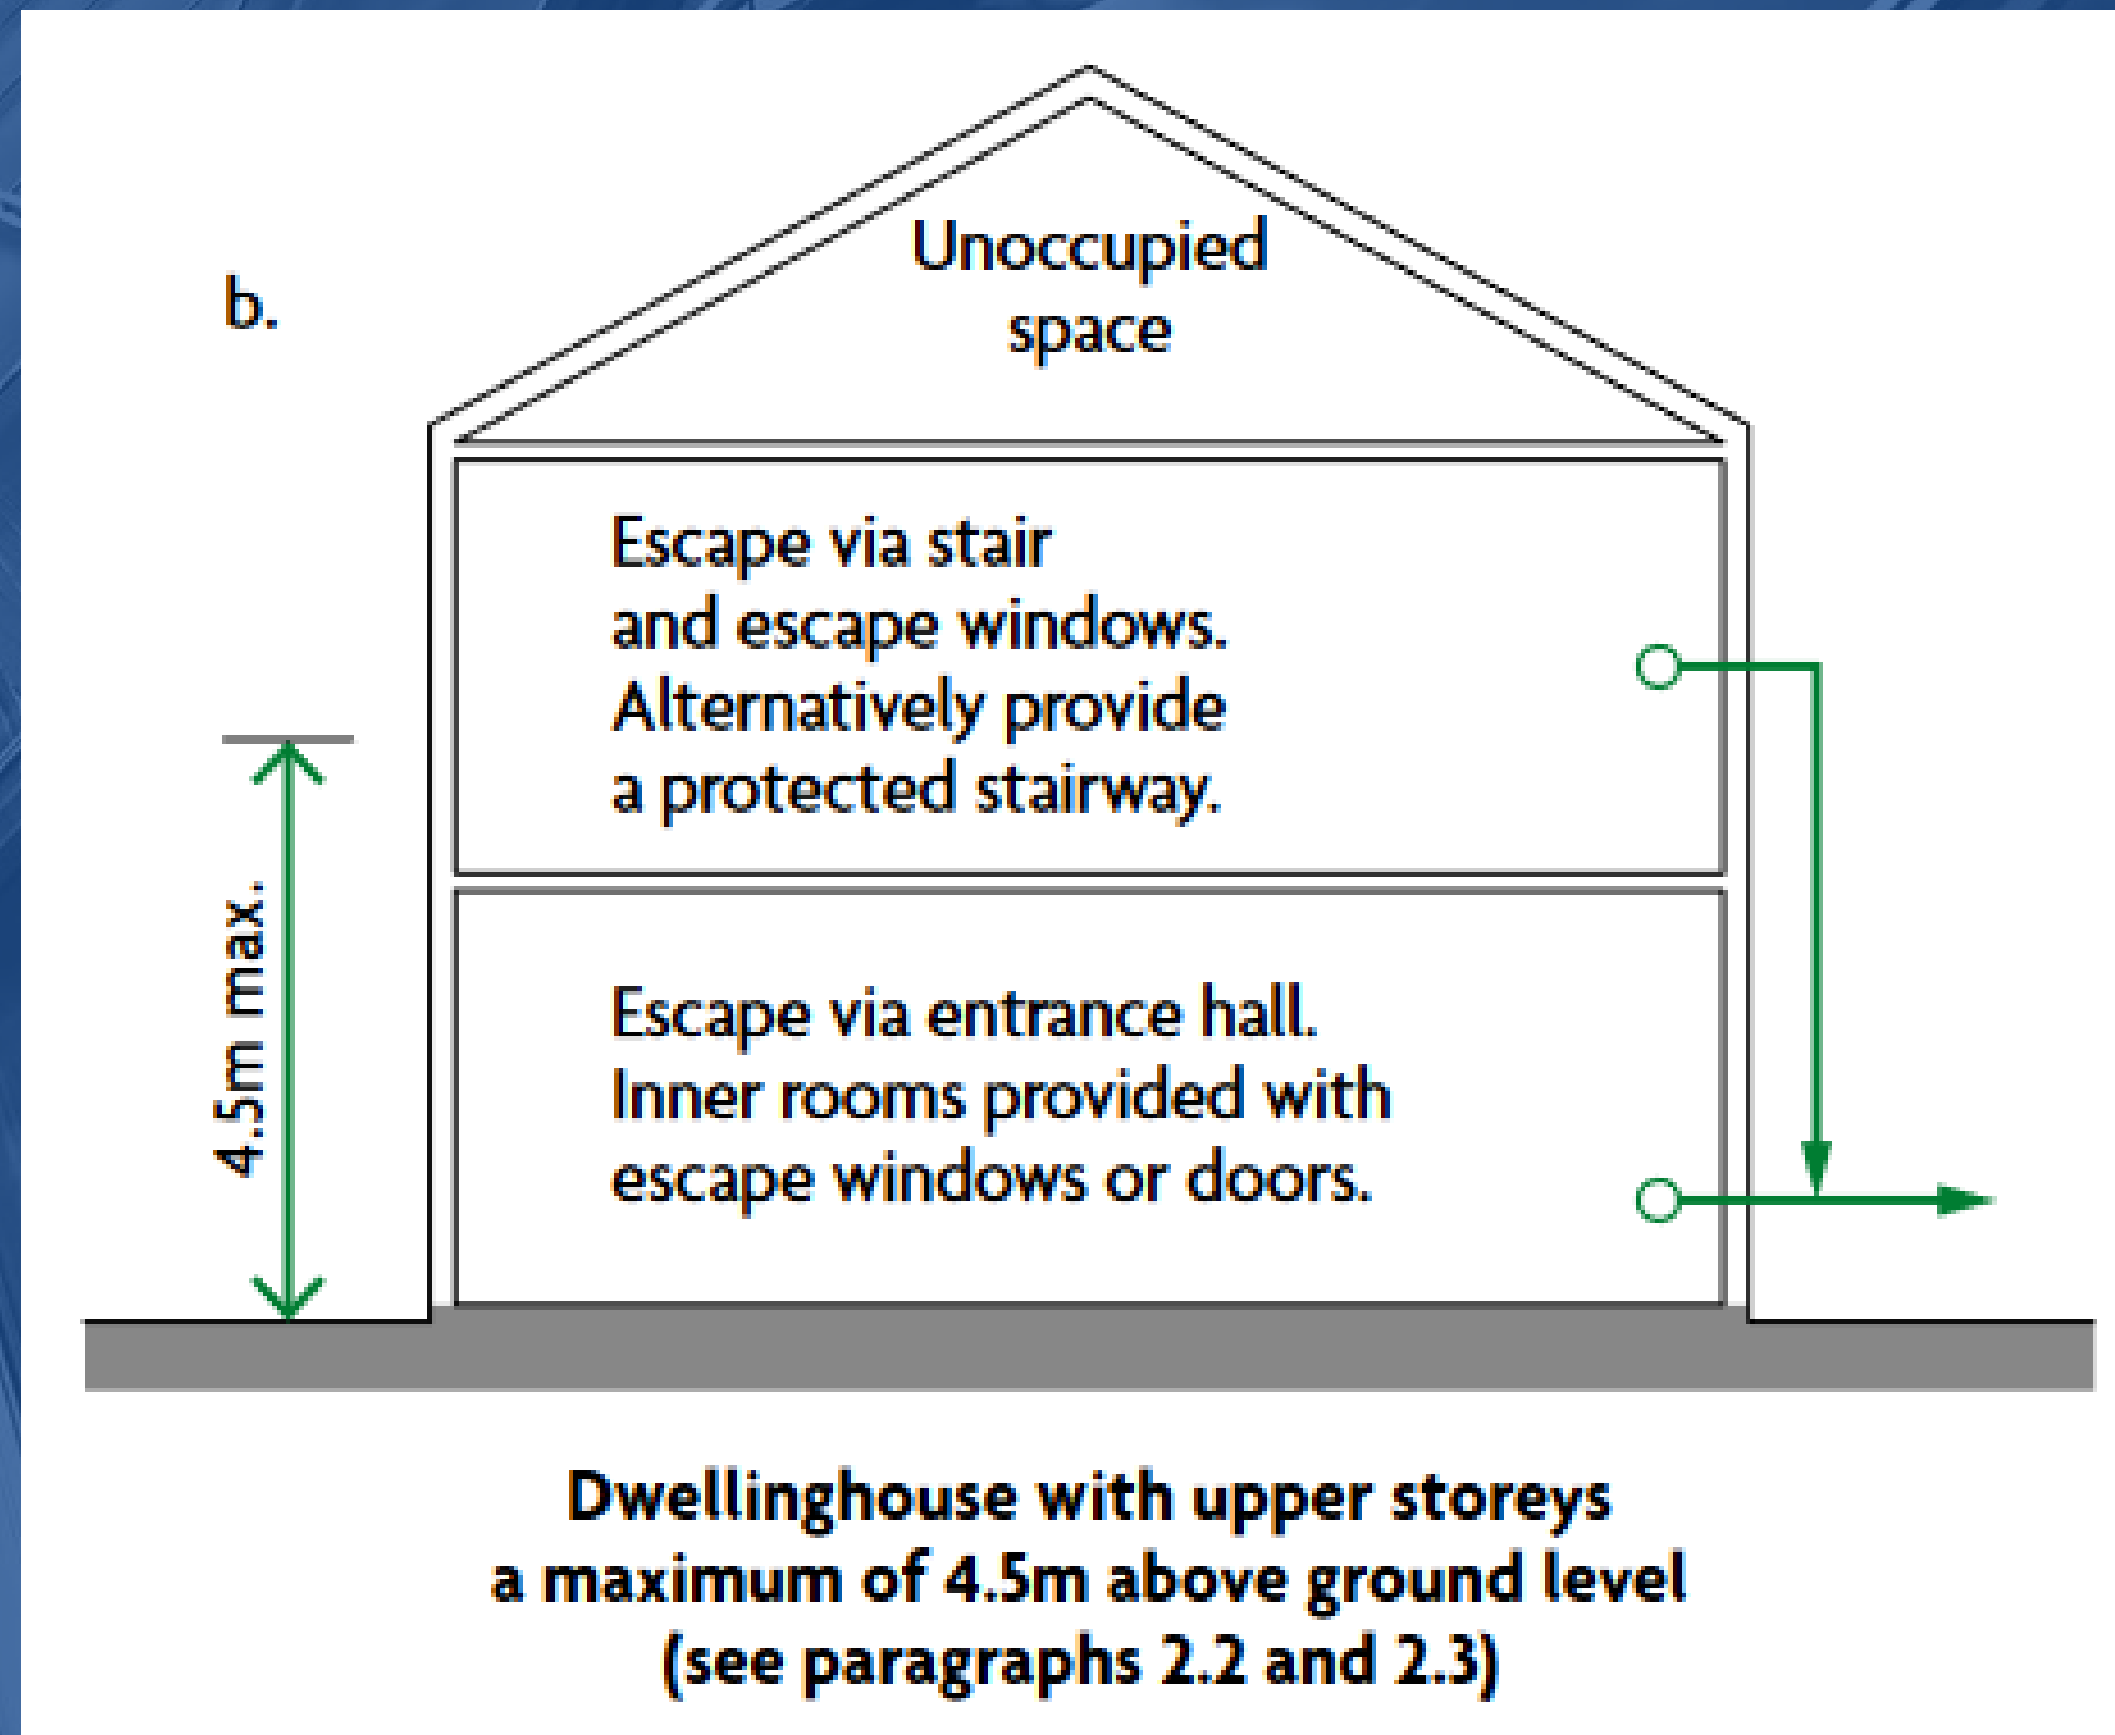 Unoccupied
space
b.
Escape via stair
and escape windows.
Alternatively provide
a protected stairway.
4.5m max.
Escape via entrance hall.
Inner rooms provided with
escape windows or doors.
Dwellinghouse with upper storeys
a maximum of 4.5m above ground level
(see paragraphs 2.2 and 2.3)